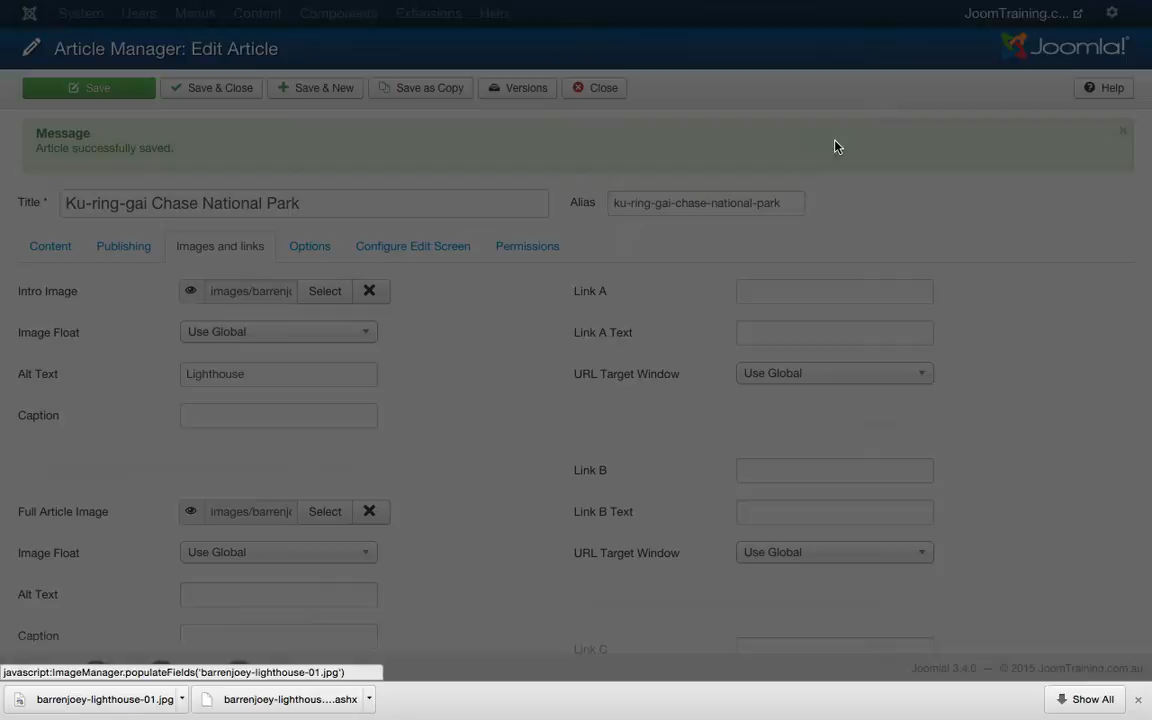 System Users Menus Content Components Extensions Help JoomTraining.c...
Article Manager: Edit Article Joomla!
Save Save & Close Save & New Save as Copy Versions Close Help
Message
Article successfully saved.
Title * Ku-ring-gai Chase National Park Alias ku-ring-gai-chase-national-park
Content Publishing Images and links Options Configure Edit Screen Permissions
Intro Image images/barrenjo Select Link A
Image Float Use Global Link A Text
Alt Text Lighthouse URL Target Window Use Global
Caption
Link B
Full Article Image images/barrenjo Select Link B Text
Image Float Use Global URL Target Window Use Global
Alt Text
Caption
Link C
Joomla! 3.4.0 — © 2015 JoomTraining.com.au
javascript:ImageManager.populateFields('barrenjoey-lighthouse-01.jpg')
barrenjoey-lighthouse-01.jpg barrenjoey-lighthous....ashx Show All